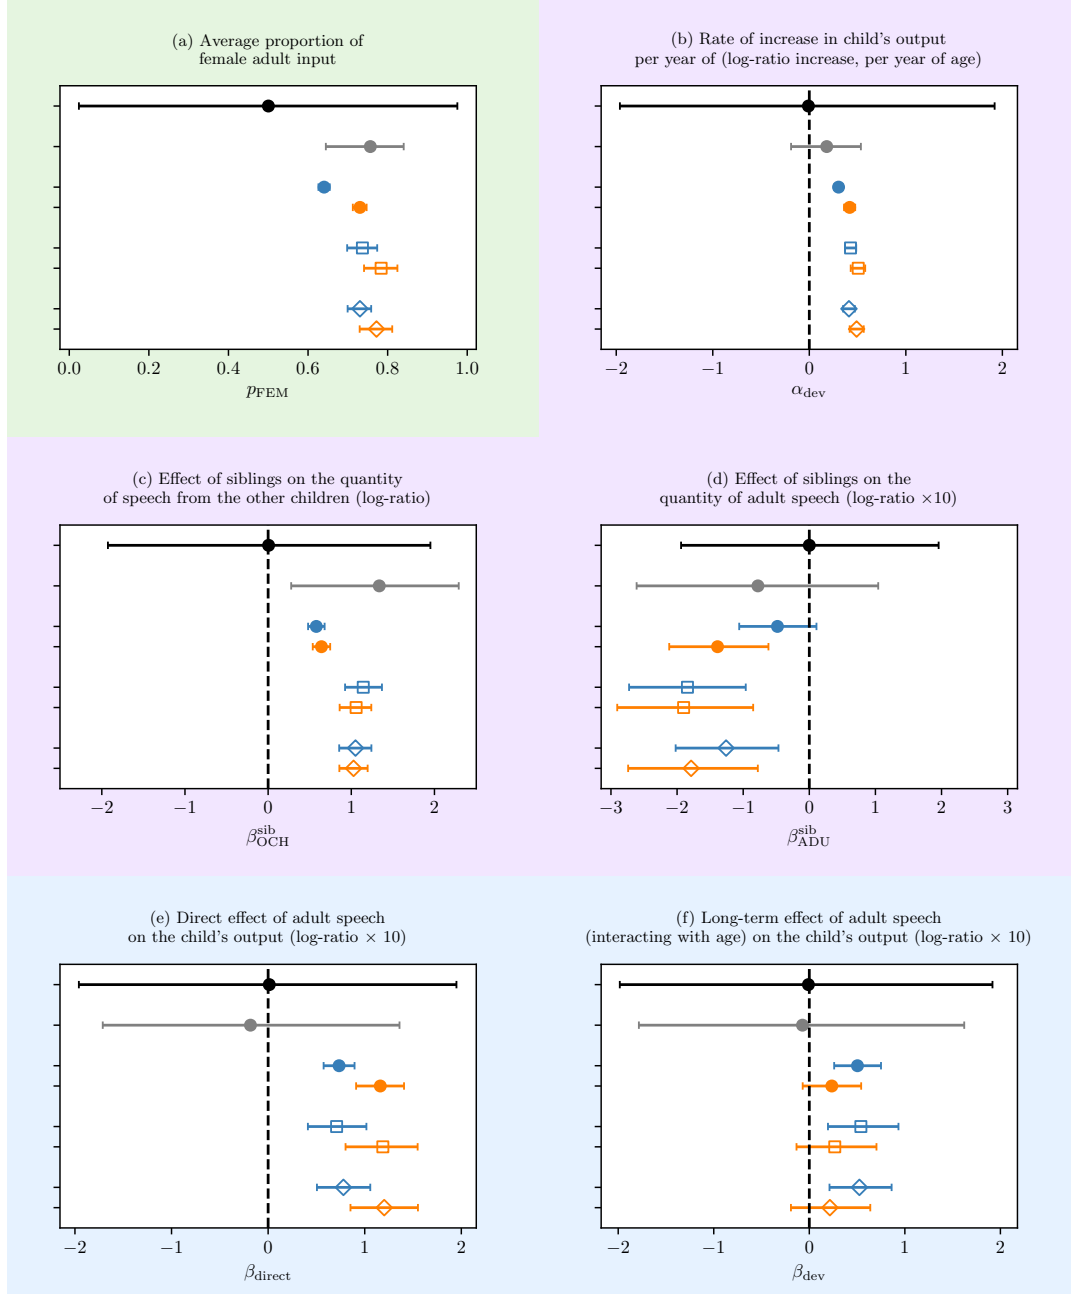 (a) Average proportion of
female adult input
0.0 0.2 0.4 0.6 0.8 1.0
pFEM
(b) Rate of increase in child's output
per year of (log-ratio increase, per year of age)
−2 −1 0 1 2
αdev
(c) Effect of siblings on the quantity
of speech from the other children (log-ratio)
−2 −1 0 1 2
β^sib_OCH
(d) Effect of siblings on the
quantity of adult speech (log-ratio ×10)
−3 −2 −1 0 1 2 3
β^sib_ADU
(e) Direct effect of adult speech
on the child's output (log-ratio × 10)
−2 −1 0 1 2
βdirect
(f) Long-term effect of adult speech
(interacting with age) on the child's output (log-ratio × 10)
−2 −1 0 1 2
βdev